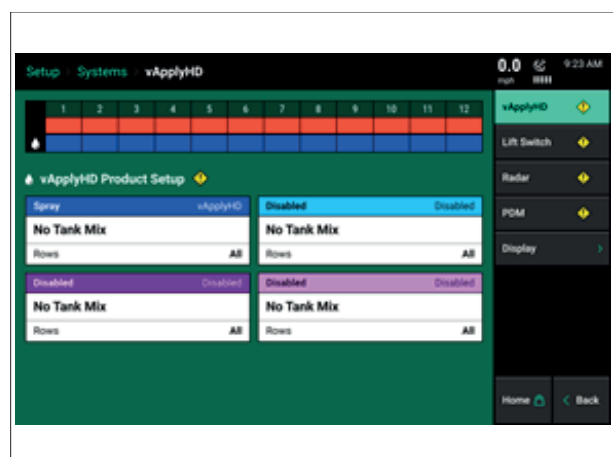 Setup Systems vApplyHD
0.0
mph
9:23 AM
1 2 3 4 5 6 7 8 9 10 11 12
vApplyHD Product Setup
Spray vApplyHD
No Tank Mix
Rows All
Disabled Disabled
No Tank Mix
Rows All
Disabled Disabled
No Tank Mix
Rows All
Disabled Disabled
No Tank Mix
Rows All
vApplyHD
Lift Switch
Radar
PDM
Display
Home
Back